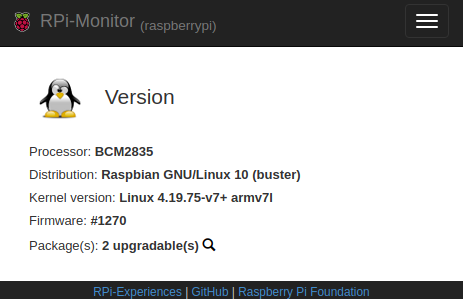 RPi-Monitor (raspberrypi)
Version
Processor: BCM2835
Distribution: Raspbian GNU/Linux 10 (buster)
Kernel version: Linux 4.19.75-v7+ armv7l
Firmware: #1270
Package(s): 2 upgradable(s)
RPi-Experiences | GitHub | Raspberry Pi Foundation